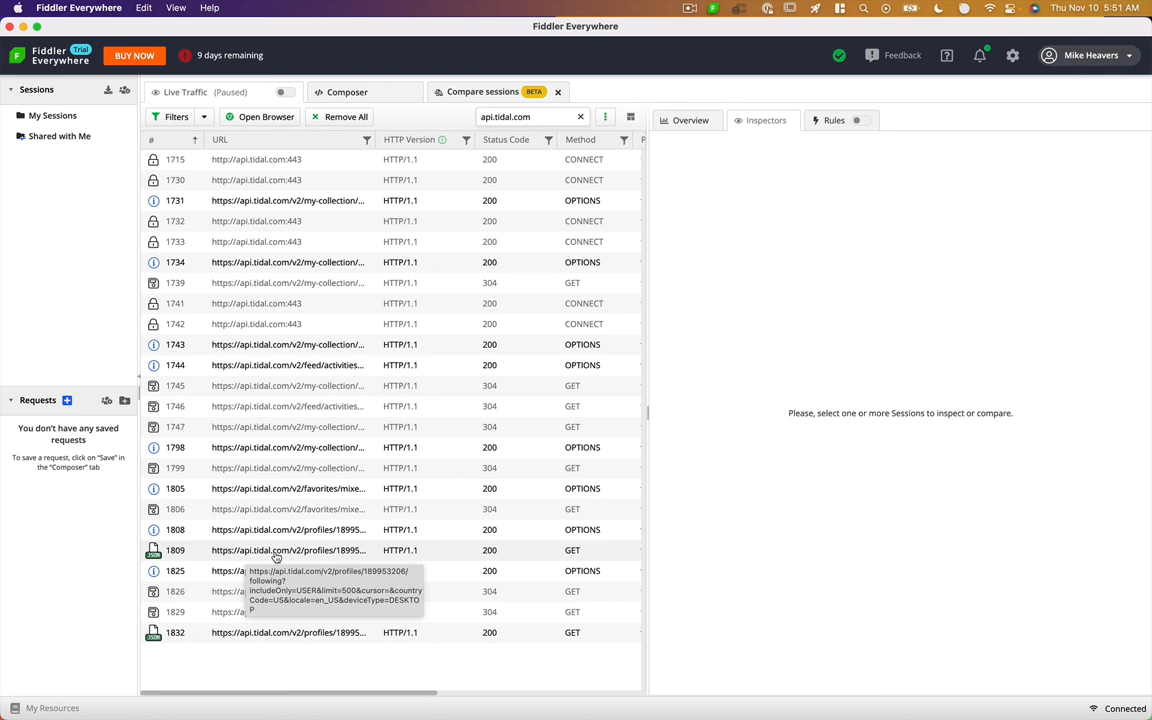 Fiddler Everywhere Edit View Help Thu Nov 10 5:51 AM
Fiddler Everywhere
Fiddler Trial
Everywhere
BUY NOW
9 days remaining
Feedback
Mike Heavers
Sessions
My Sessions
Shared with Me
Live Traffic (Paused)
Composer
Compare sessions BETA
Filters
Open Browser
Remove All
api.tidal.com
Overview
Inspectors
Rules
# URL HTTP Version Status Code Method
1715 http://api.tidal.com:443 HTTP/1.1 200 CONNECT
1730 http://api.tidal.com:443 HTTP/1.1 200 CONNECT
1731 https://api.tidal.com/v2/my-collection/... HTTP/1.1 200 OPTIONS
1732 http://api.tidal.com:443 HTTP/1.1 200 CONNECT
1733 http://api.tidal.com:443 HTTP/1.1 200 CONNECT
1734 https://api.tidal.com/v2/my-collection/... HTTP/1.1 200 OPTIONS
1739 https://api.tidal.com/v2/my-collection/... HTTP/1.1 304 GET
1741 http://api.tidal.com:443 HTTP/1.1 200 CONNECT
1742 http://api.tidal.com:443 HTTP/1.1 200 CONNECT
1743 https://api.tidal.com/v2/my-collection/... HTTP/1.1 200 OPTIONS
1744 https://api.tidal.com/v2/feed/activities... HTTP/1.1 200 OPTIONS
1745 https://api.tidal.com/v2/my-collection/... HTTP/1.1 304 GET
1746 https://api.tidal.com/v2/feed/activities... HTTP/1.1 304 GET
1747 https://api.tidal.com/v2/my-collection/... HTTP/1.1 304 GET
1798 https://api.tidal.com/v2/my-collection/... HTTP/1.1 200 OPTIONS
1799 https://api.tidal.com/v2/my-collection/... HTTP/1.1 304 GET
1805 https://api.tidal.com/v2/favorites/mixe... HTTP/1.1 200 OPTIONS
1806 https://api.tidal.com/v2/favorites/mixe... HTTP/1.1 304 GET
1808 https://api.tidal.com/v2/profiles/18995... HTTP/1.1 200 OPTIONS
JSON 1809 https://api.tidal.com/v2/profiles/18995... HTTP/1.1 200 GET
1825 https://a 200 OPTIONS
1826 https://a 304 GET
1829 https://a 304 GET
JSON 1832 https://api.tidal.com/v2/profiles/18995... HTTP/1.1 200 GET
https://api.tidal.com/v2/profiles/189953206/
following?
includeOnly=USER&limit=500&cursor=&country
Code=US&locale=en_US&deviceType=DESKTO
P
Requests
You don't have any saved
requests
To save a request, click on "Save" in
the "Composer" tab
Please, select one or more Sessions to inspect or compare.
My Resources
Connected